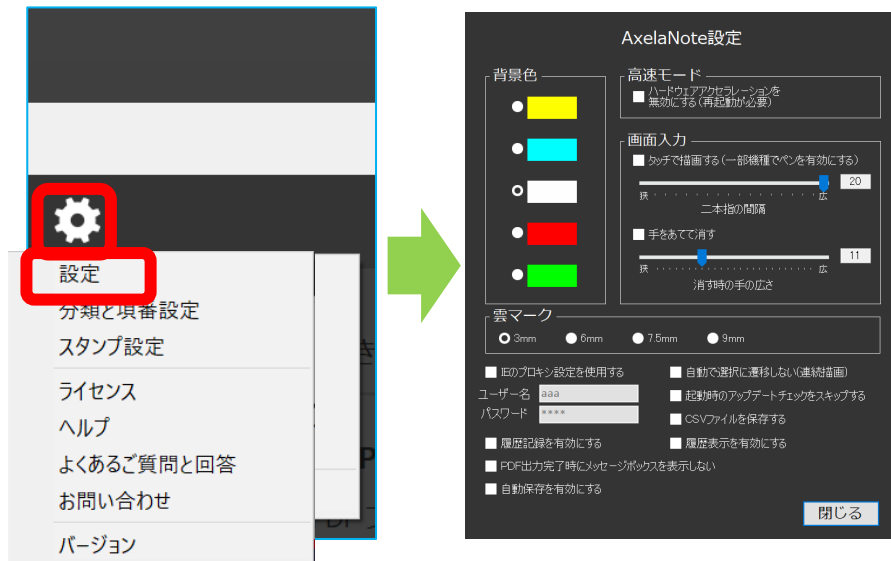 設定
分類と項番設定
スタンプ設定
ライセンス
ヘルプ
よくあるご質問と回答
お問い合わせ
バージョン
AxelaNote設定
背景色
高速モード
ハードウェアアクセラレーションを
無効にする(再起動が必要)
画面入力
タッチで描画する(一部機種でペンを有効にする)
20
狭 広
二本指の間隔
手をあてて消す
11
狭 広
消す時の手の広さ
雲マーク
3mm 6mm 7.5mm 9mm
IEのプロキシ設定を使用する
自動で選択に遷移しない(連続描画)
ユーザー名 aaa
起動時のアップデートチェックをスキップする
パスワード ****
CSVファイルを保存する
履歴記録を有効にする
履歴表示を有効にする
PDF出力完了時にメッセージボックスを表示しない
自動保存を有効にする
閉じる